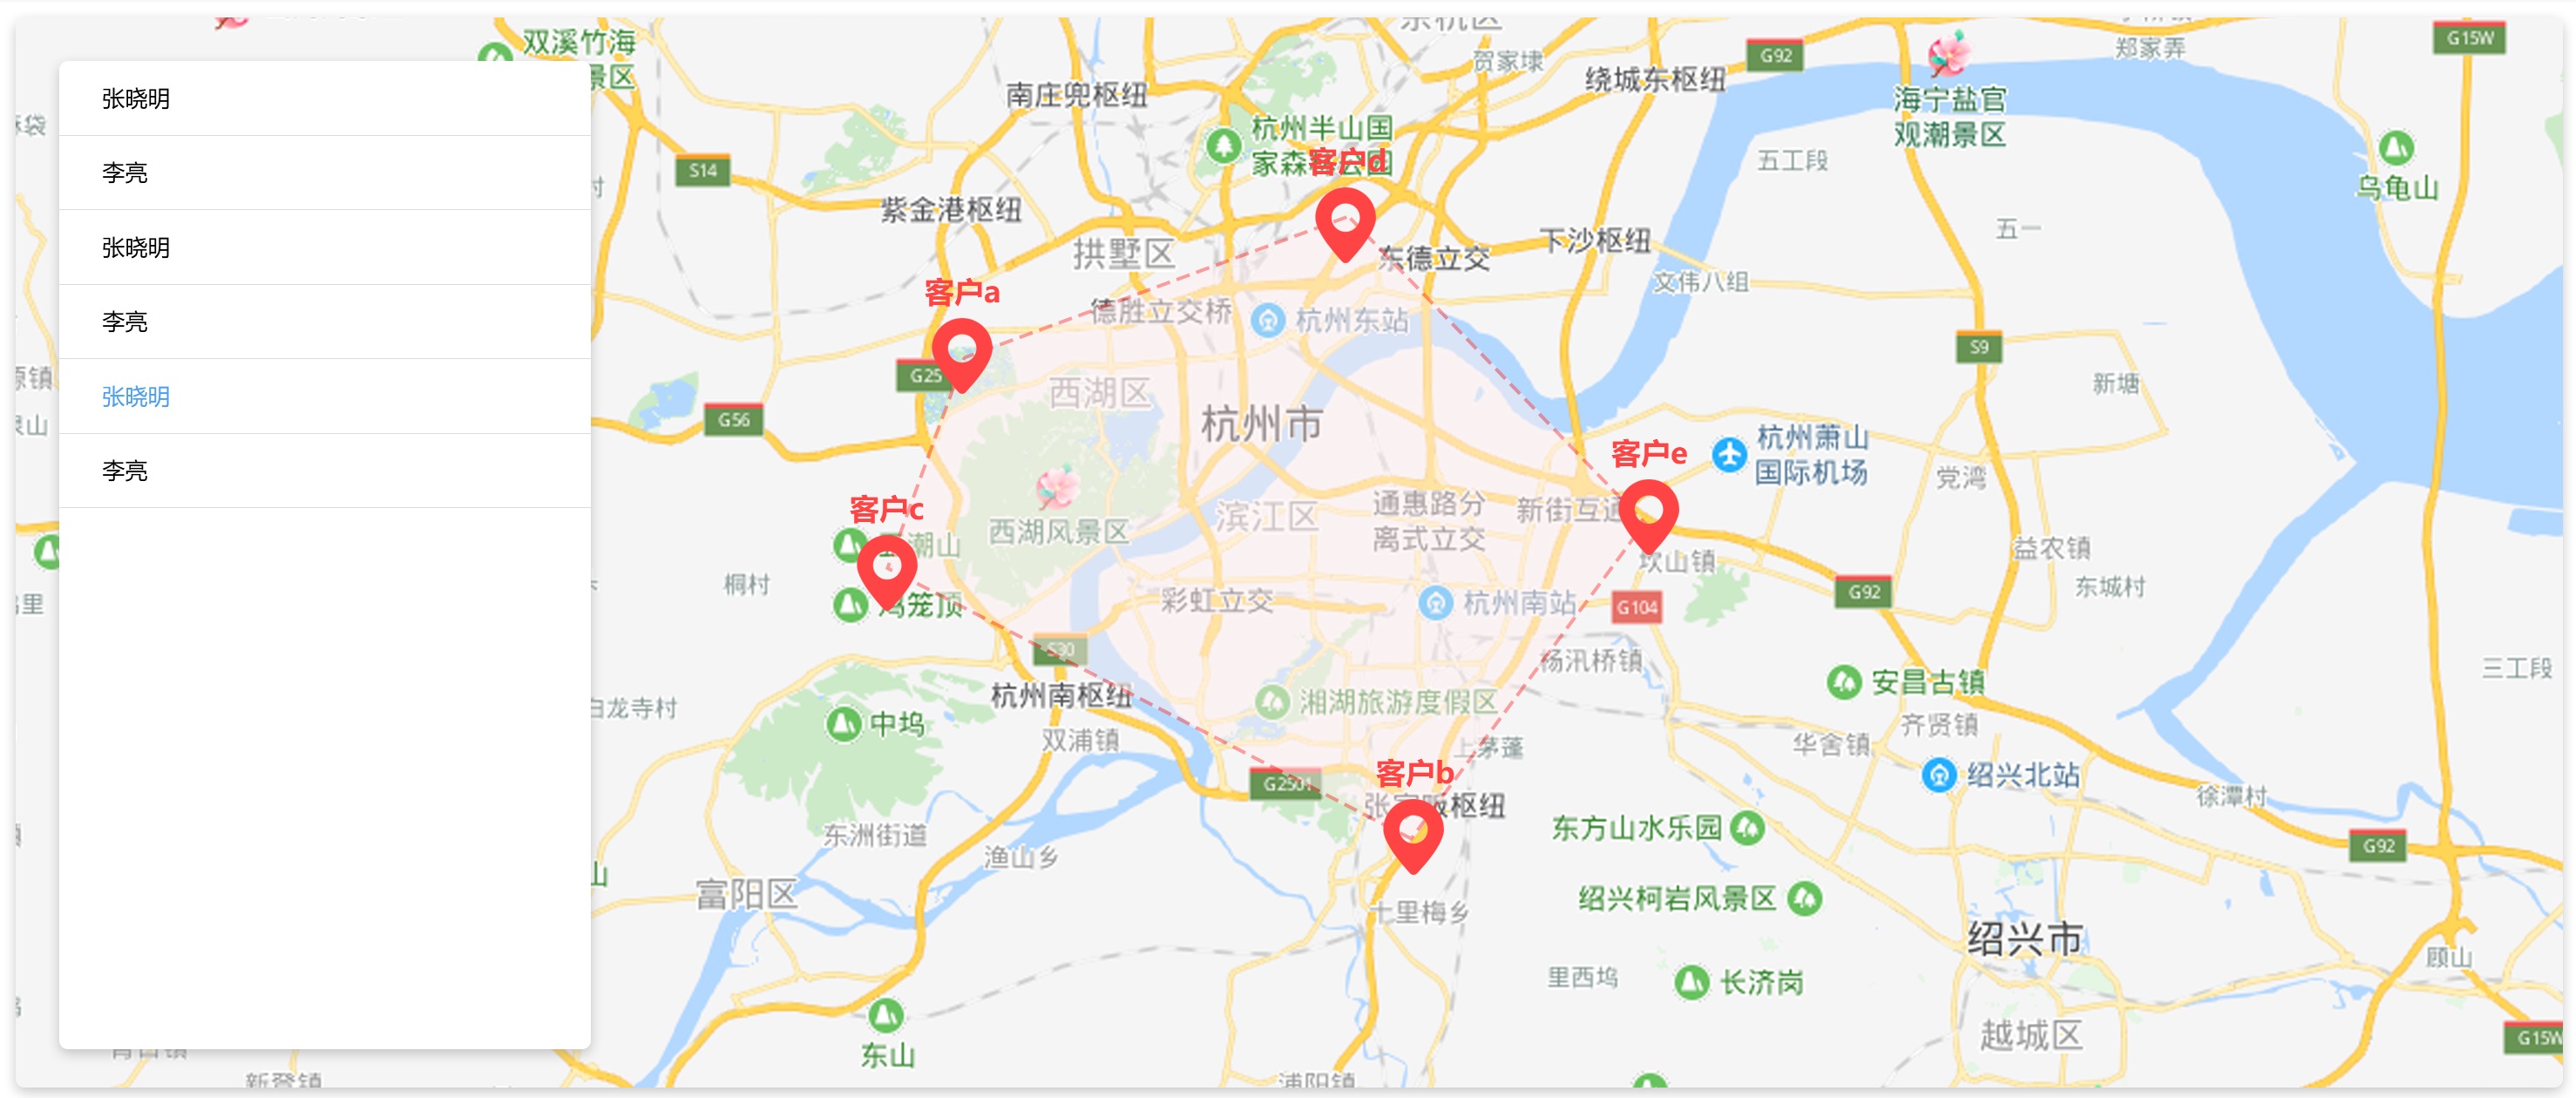 张晓明
李亮
张晓明
李亮
张晓明
李亮
双溪竹海
景区
南庄兜枢纽
贺家埭
绕城东枢纽
G92
郑家弄
G15W
海宁盐官
观潮景区
杭州半山国
客户d
五工段
S14
乌龟山
紫金港枢纽
拱墅区
东德立交
下沙枢纽
五一
文伟八组
客户a
德胜立交桥
杭州东站
S9
G25
西湖区
新塘
G56
杭州市
杭州萧山
国际机场
客户e
党湾
客户c
西湖风景区
滨江区
通惠路分
离式立交
新街互通
潮山
坎山镇
益农镇
桐村
东城村
笼顶
彩虹立交
杭州南站
G104
G92
S30
杨汛桥镇
三工段
杭州南枢纽
湘湖旅游度假区
安昌古镇
白龙寺村
中坞
双浦镇
上茅蓬
华舍镇
齐贤镇
客户b
G2501
绍兴北站
徐潭村
枢纽
东洲街道
渔山乡
东方山水乐园
G92
富阳区
十里梅乡
绍兴柯岩风景区
绍兴市
里西坞
长济岗
顾山
东山
越城区
G15W
新登镇
浦阳镇